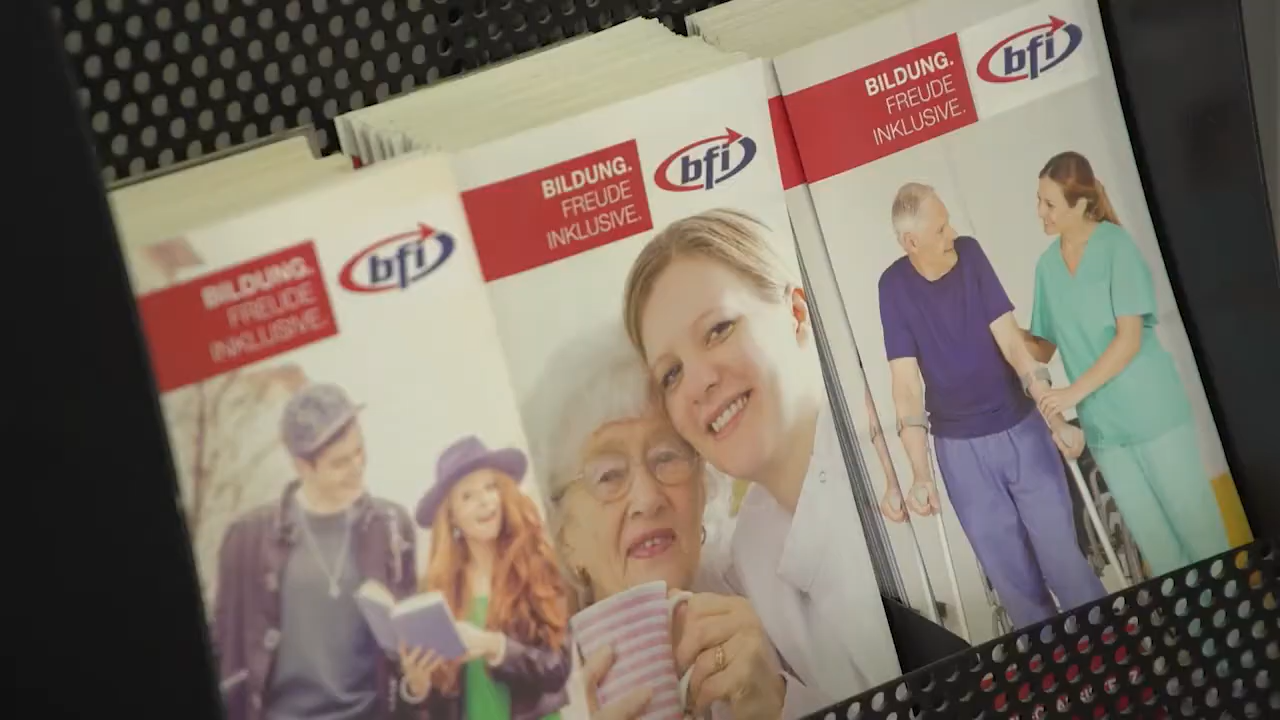 BILDUNG.
FREUDE
INKLUSIVE.
bfi
BILDUNG.
FREUDE
INKLUSIVE.
bfi
BILDUNG.
FREUDE
INKLUSIVE.
bfi